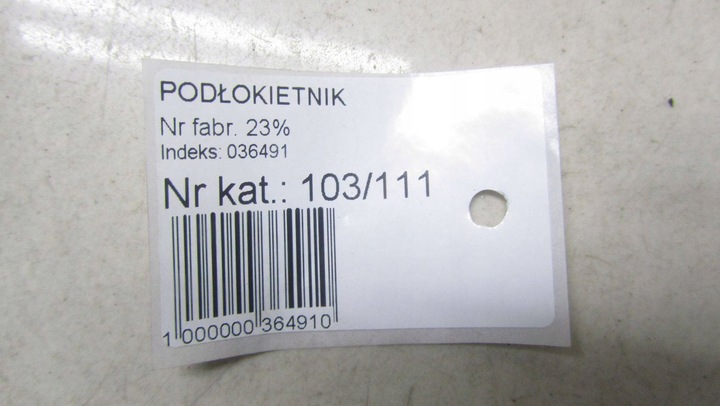 PODŁOKIETNIK
Nr fabr. 23%
Indeks: 036491
Nr kat.: 103/111
1 000000 364910